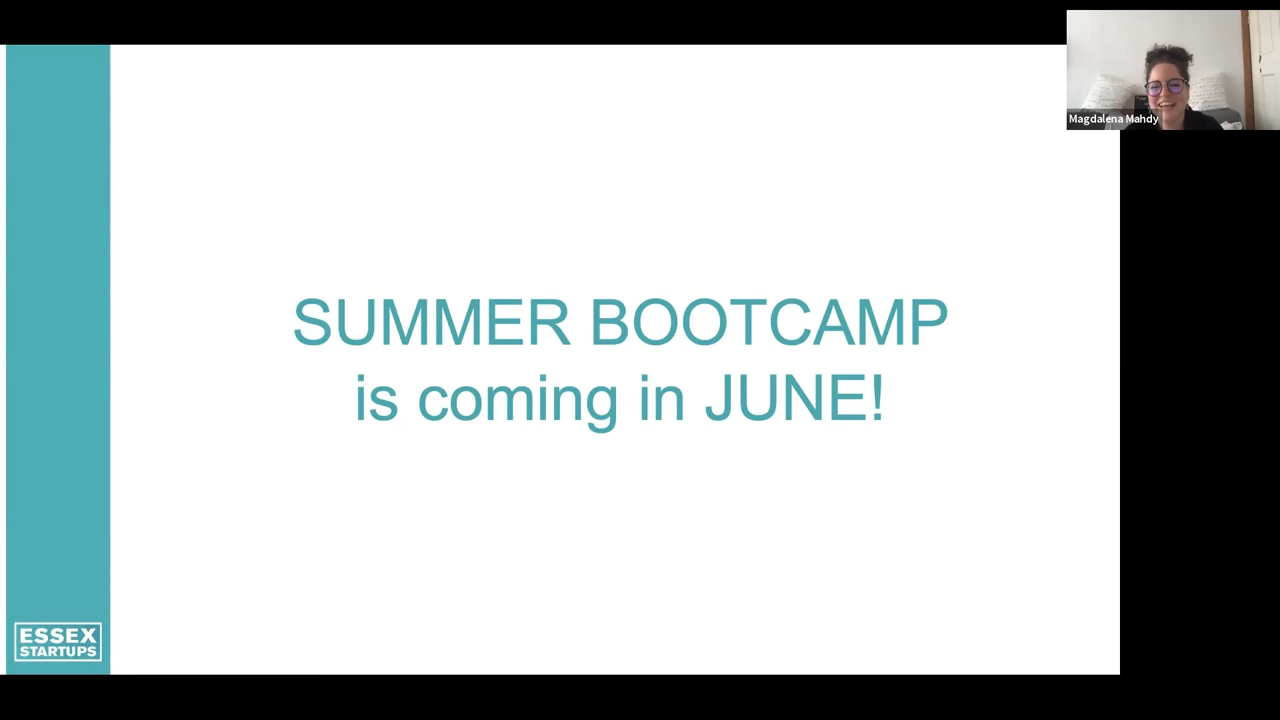 Magdalena Mahdy
SUMMER BOOTCAMP
is coming in JUNE!
ESSEX
STARTUPS